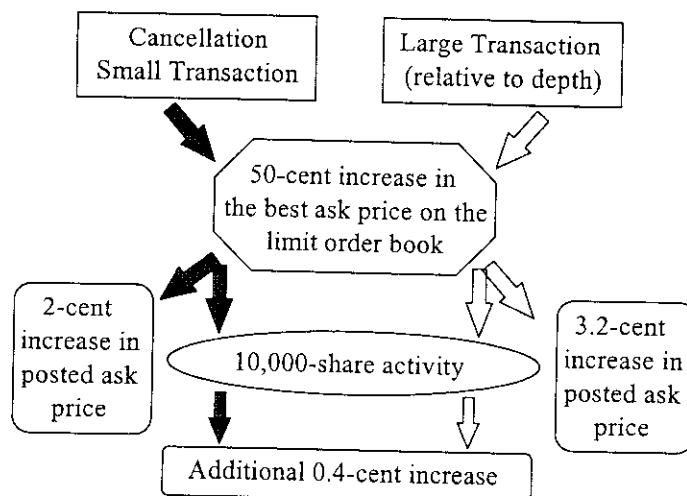 Cancellation
Small Transaction
Large Transaction
(relative to depth)
50-cent increase in
the best ask price on the
limit order book
2-cent
increase in
posted ask
price
10,000-share activity
3.2-cent
increase in
posted ask
price
Additional 0.4-cent increase